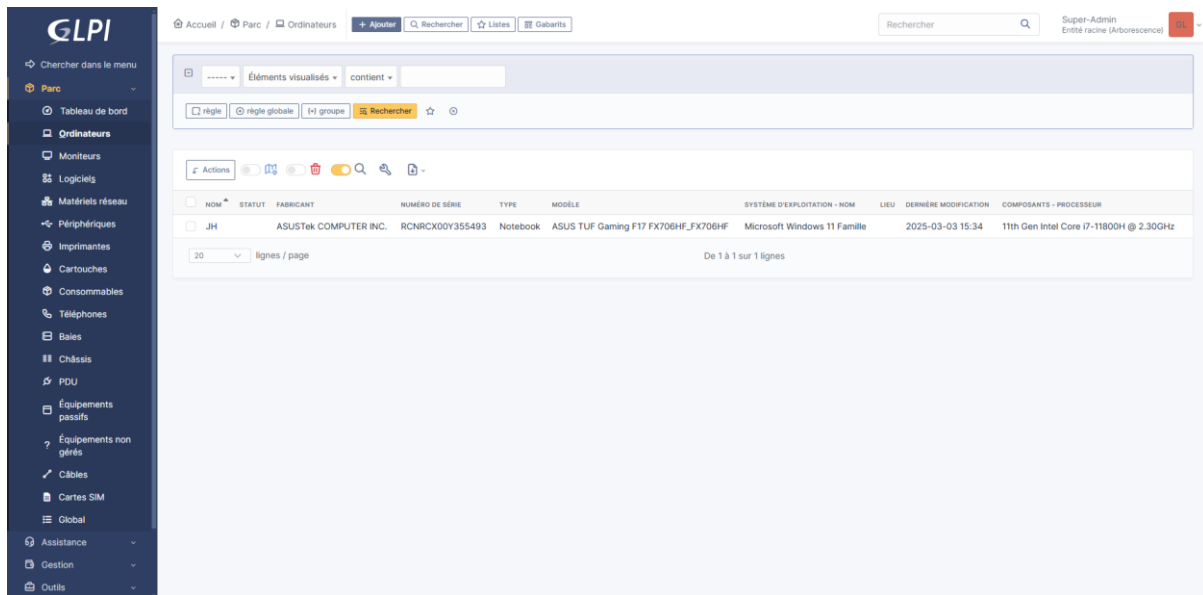 GLPI
Chercher dans le menu
Parc
Tableau de bord
Ordinateurs
Moniteurs
Logiciels
Matériels réseau
Périphériques
Imprimantes
Cartouches
Consommables
Téléphones
Baies
Châssis
PDU
Équipements
passifs
Équipements non
gérés
Câbles
Cartes SIM
Global
Assistance
Gestion
Outils
Accueil / Parc / Ordinateurs + Ajouter Rechercher Listes Gabarits
Rechercher
Super-Admin
Entité racine (Arborescence)
GL
----- Éléments visualisés contient
règle règle globale (+) groupe Rechercher
Actions
NOM STATUT FABRICANT NUMÉRO DE SÉRIE TYPE MODÈLE SYSTÈME D'EXPLOITATION - NOM LIEU DERNIÈRE MODIFICATION COMPOSANTS - PROCESSEUR
JH ASUSTek COMPUTER INC. RCNRCX00Y355493 Notebook ASUS TUF Gaming F17 FX706HF_FX706HF Microsoft Windows 11 Famille 2025-03-03 15:34 11th Gen Intel Core i7-11800H @ 2.30GHz
20 lignes / page De 1 à 1 sur 1 lignes